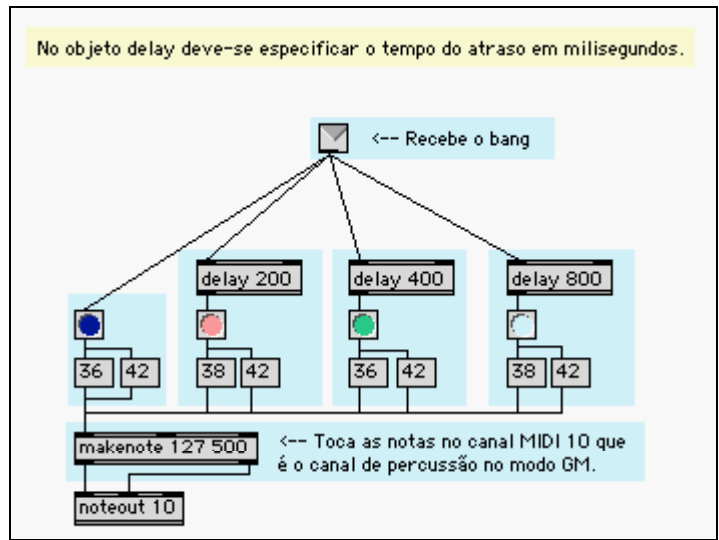 No objeto delay deve-se especificar o tempo do atraso em milisegundos.
<-- Recebe o bang
delay 200
delay 400
delay 800
36 42
38 42
36 42
38 42
makenote 127 500
<-- Toca as notas no canal MIDI 10 que
é o canal de percussão no modo GM.
noteout 10